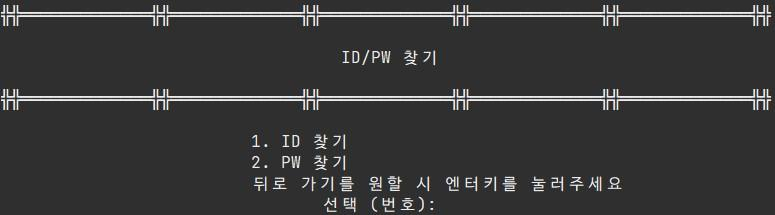 ID/PW 찾기
1. ID 찾기
2. PW 찾기
뒤로 가기를 원할 시 엔터키를 눌러주세요
선택 (번호):